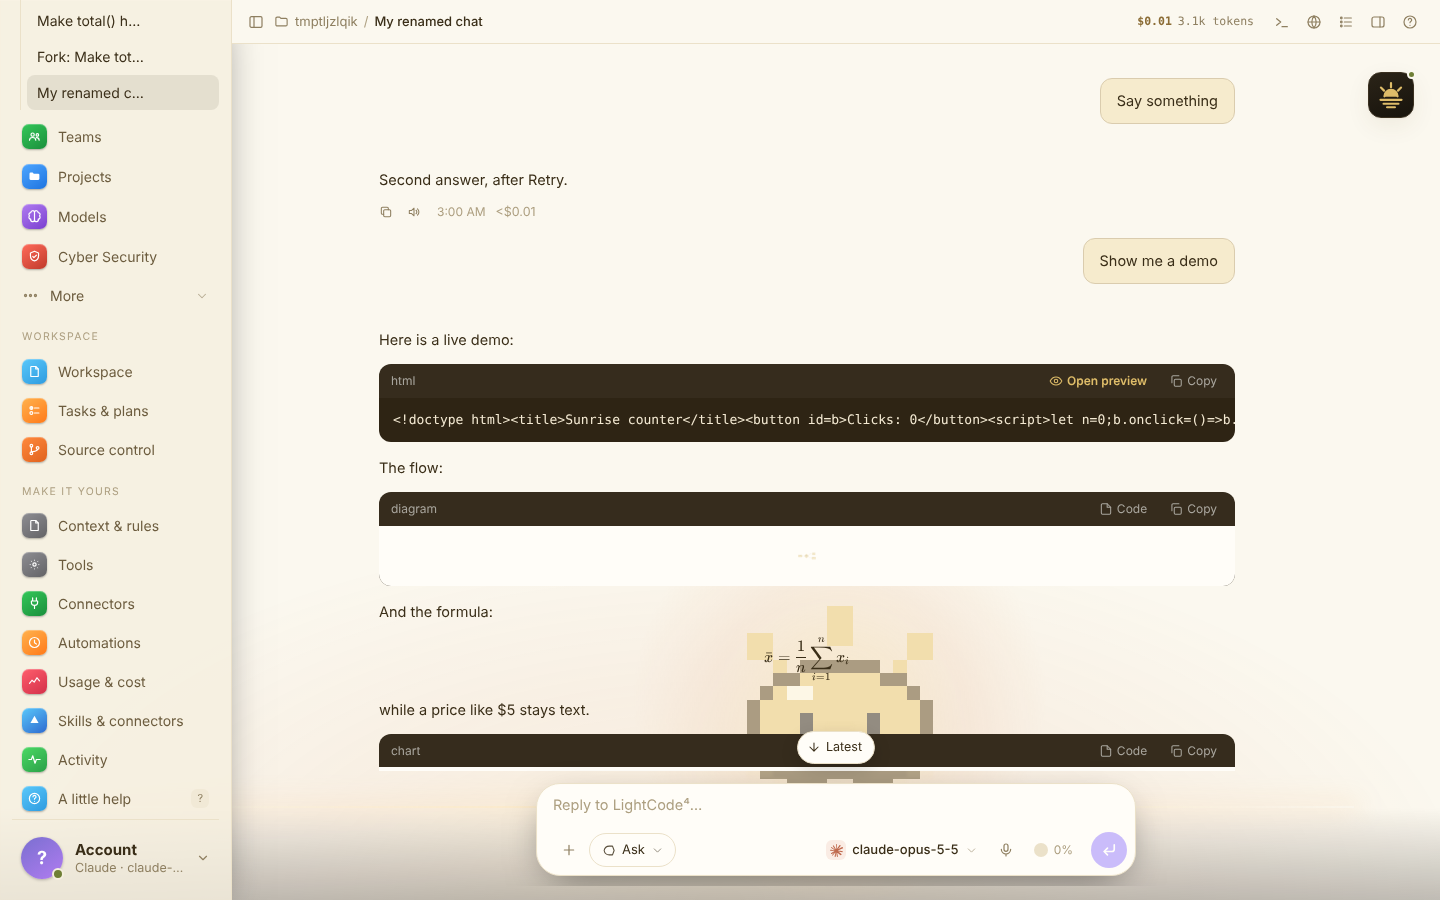 Make total() h...
Fork: Make tot...
My renamed c...
Teams
Projects
Models
Cyber Security
More
WORKSPACE
Workspace
Tasks & plans
Source control
MAKE IT YOURS
Context & rules
Tools
Connectors
Automations
Usage & cost
Skills & connectors
Activity
A little help ?
? Account
Claude · claude-...
tmptljzlqik / My renamed chat
$0.01 3.1k tokens
Say something
Second answer, after Retry.
3:00 AM <$0.01
Show me a demo
Here is a live demo:
html Open preview Copy
<!doctype html><title>Sunrise counter</title><button id=b>Clicks: 0</button><script>let n=0;b.onclick=()=>b.
The flow:
diagram Code Copy
And the formula:
x̄ = 1/n ∑ i=1 n xᵢ
while a price like $5 stays text.
chart Code Copy
Latest
Reply to LightCode⁴...
Ask claude-opus-5-5 0%